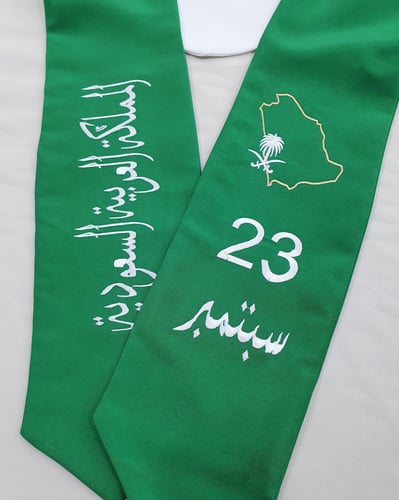 المملكة العربية السعودية
23
سبتمبر